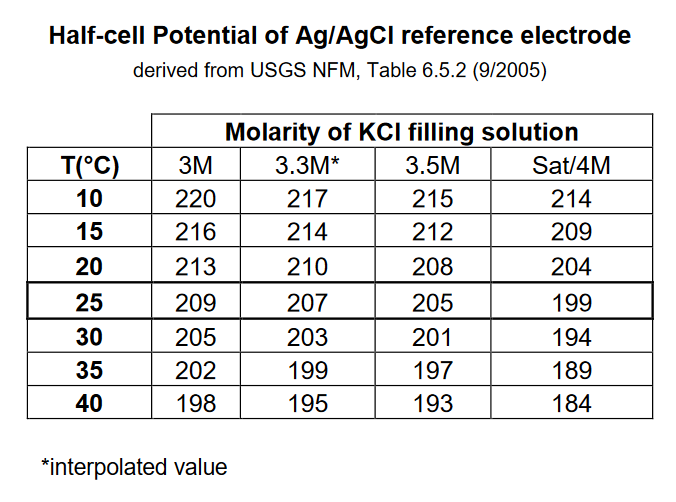 Half-cell Potential of Ag/AgCl reference electrode
derived from USGS NFM, Table 6.5.2 (9/2005)
Molarity of KCl filling solution
T(°C) 3M 3.3M* 3.5M Sat/4M
10 220 217 215 214
15 216 214 212 209
20 213 210 208 204
25 209 207 205 199
30 205 203 201 194
35 202 199 197 189
40 198 195 193 184
*interpolated value